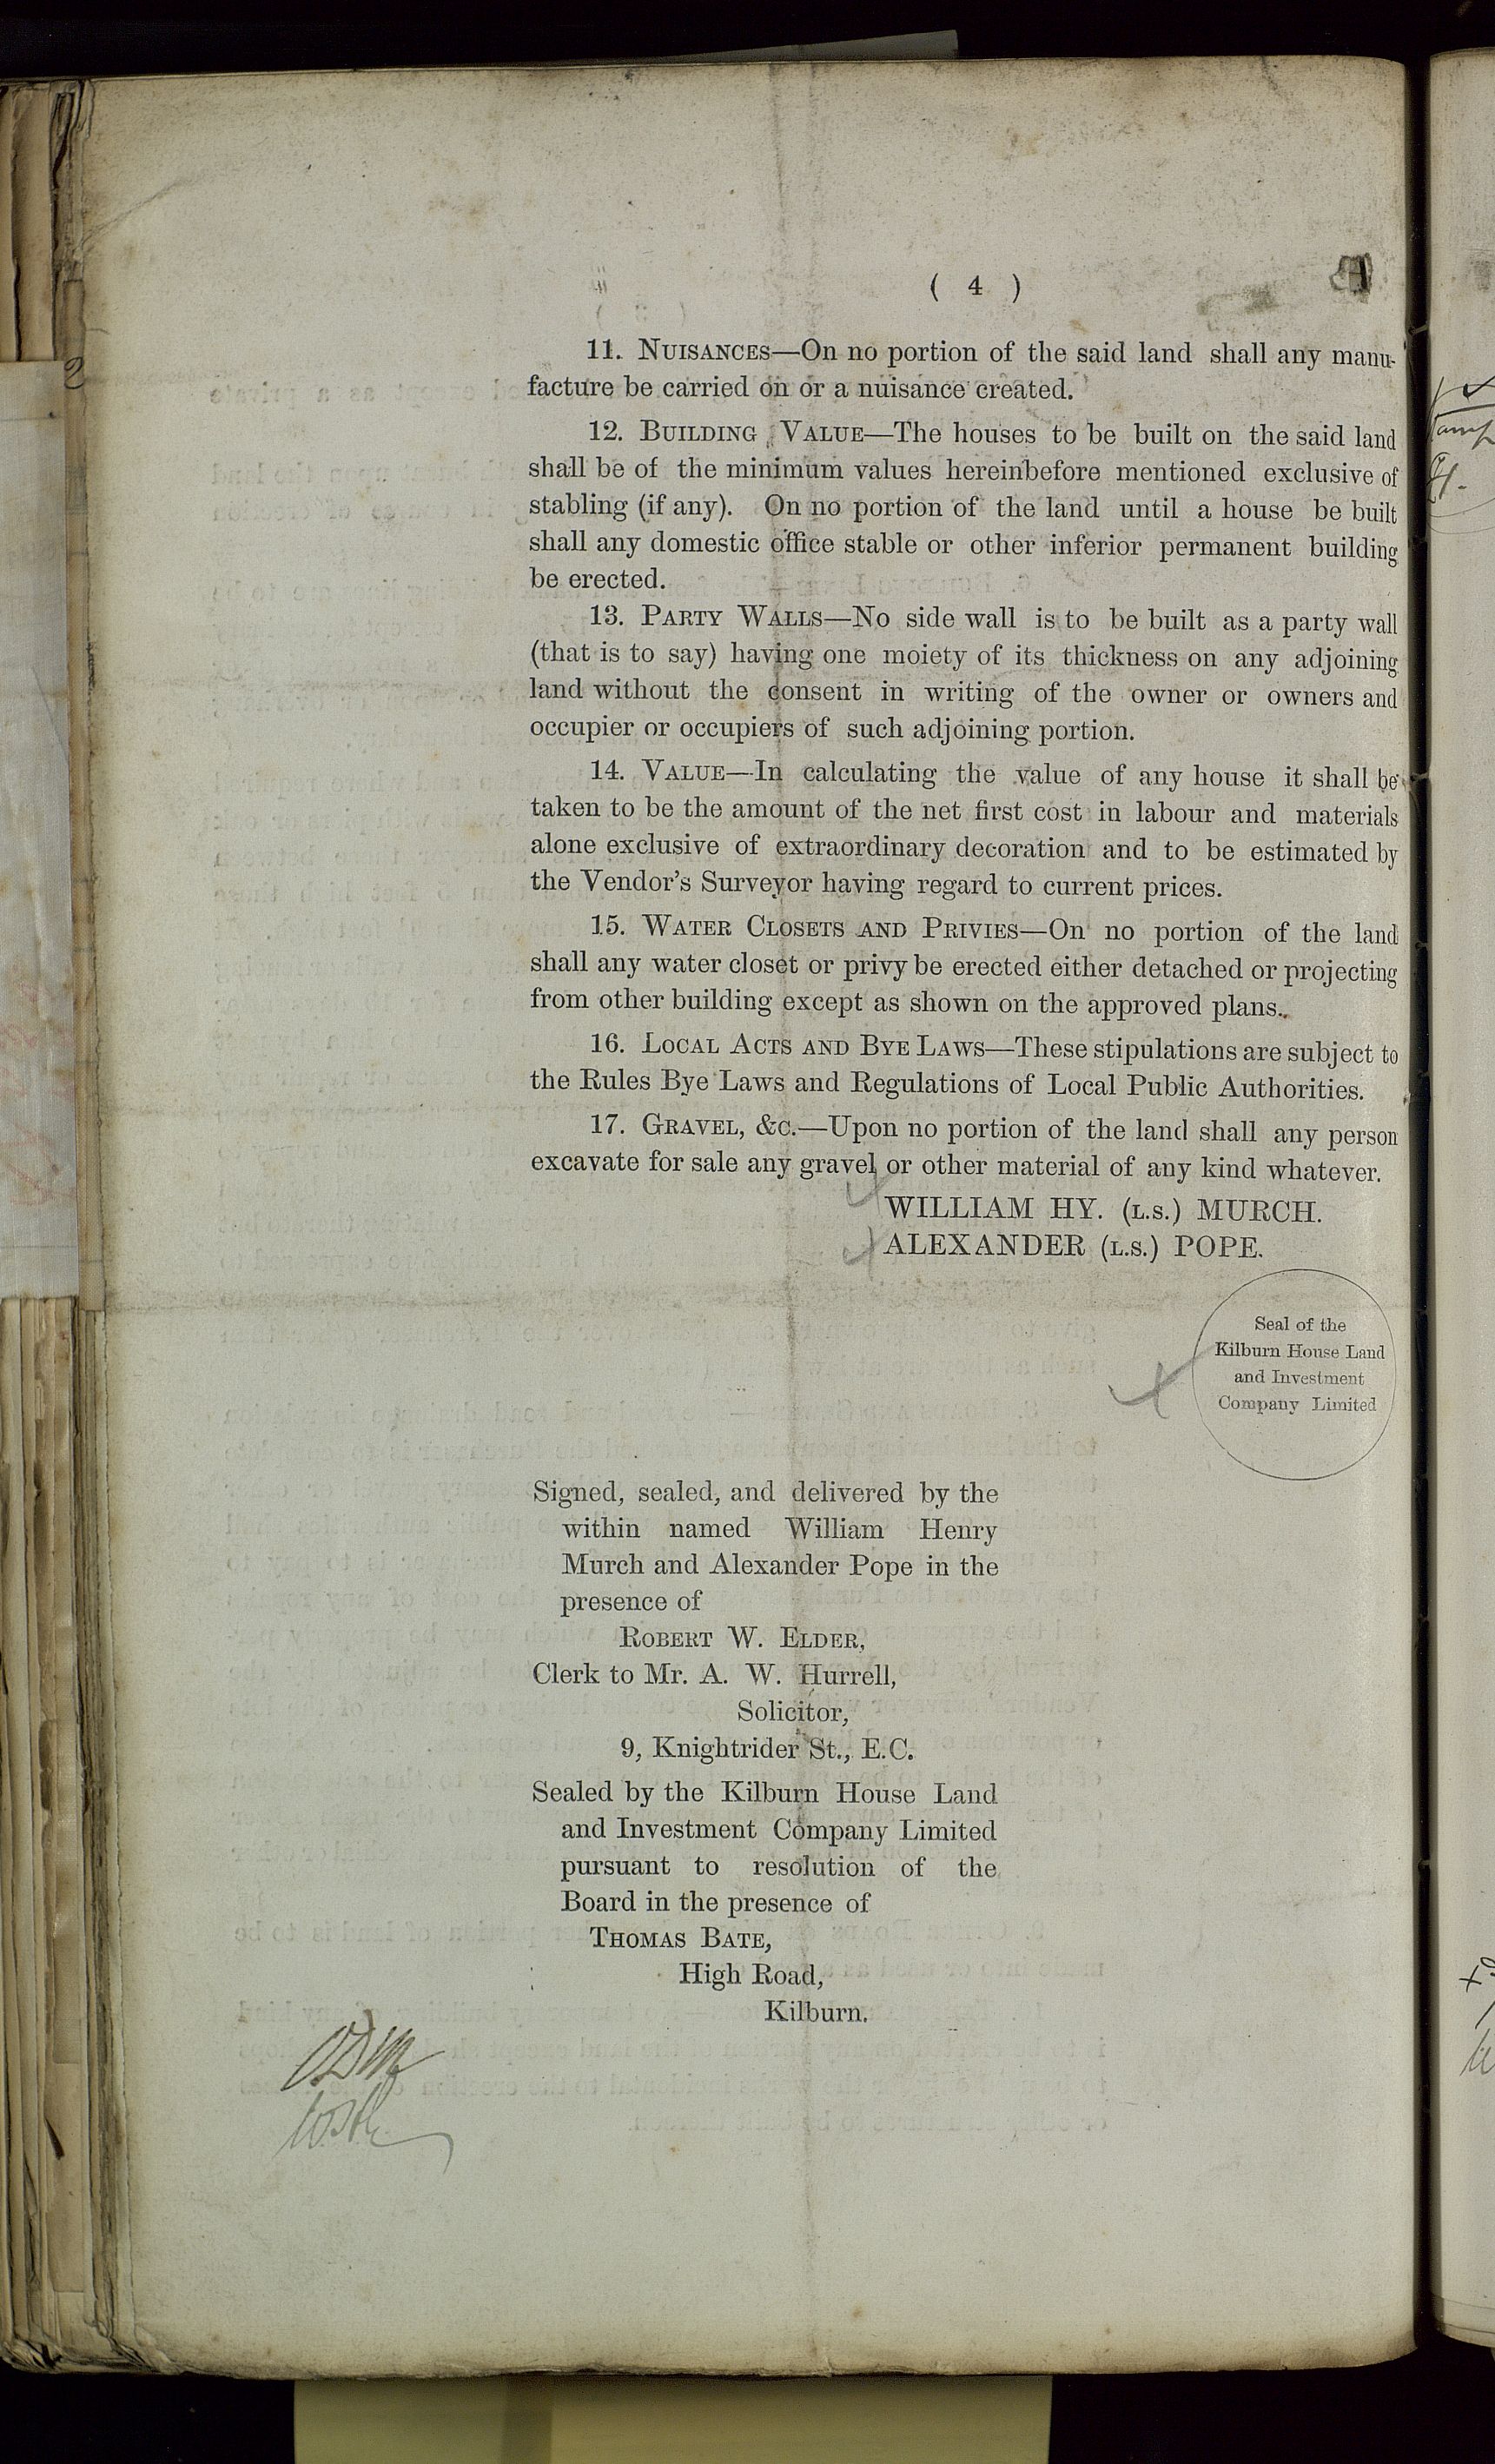 ( 4 )
11. NUISANCES—On no portion of the said land shall any manu-
facture be carried on or a nuisance created.
12. BUILDING VALUE—The houses to be built on the said land
shall be of the minimum values hereinbefore mentioned exclusive of
stabling (if any). On no portion of the land until a house be built
shall any domestic office stable or other inferior permanent building
be erected.
13. PARTY WALLS—No side wall is to be built as a party wall
(that is to say) having one moiety of its thickness on any adjoining
land without the consent in writing of the owner or owners and
occupier or occupiers of such adjoining portion.
14. VALUE—In calculating the value of any house it shall be
taken to be the amount of the net first cost in labour and materials
alone exclusive of extraordinary decoration and to be estimated by
the Vendor's Surveyor having regard to current prices.
15. WATER CLOSETS AND PRIVIES—On no portion of the land
shall any water closet or privy be erected either detached or projecting
from other building except as shown on the approved plans.
16. LOCAL ACTS AND BYE LAWS—These stipulations are subject to
the Rules Bye Laws and Regulations of Local Public Authorities.
17. GRAVEL, &C.—Upon no portion of the land shall any person
excavate for sale any gravel or other material of any kind whatever.
WILLIAM HY. (L.S.) MURCH.
ALEXANDER (L.S.) POPE.
Seal of the
Kilburn House Land
and Investment
Company Limited
Signed, sealed, and delivered by the
within named William Henry
Murch and Alexander Pope in the
presence of
ROBERT W. ELDER,
Clerk to Mr. A. W. Hurrell,
Solicitor,
9, Knightrider St., E.C.
Sealed by the Kilburn House Land
and Investment Company Limited
pursuant to resolution of the
Board in the presence of
THOMAS BATE,
High Road,
Kilburn.